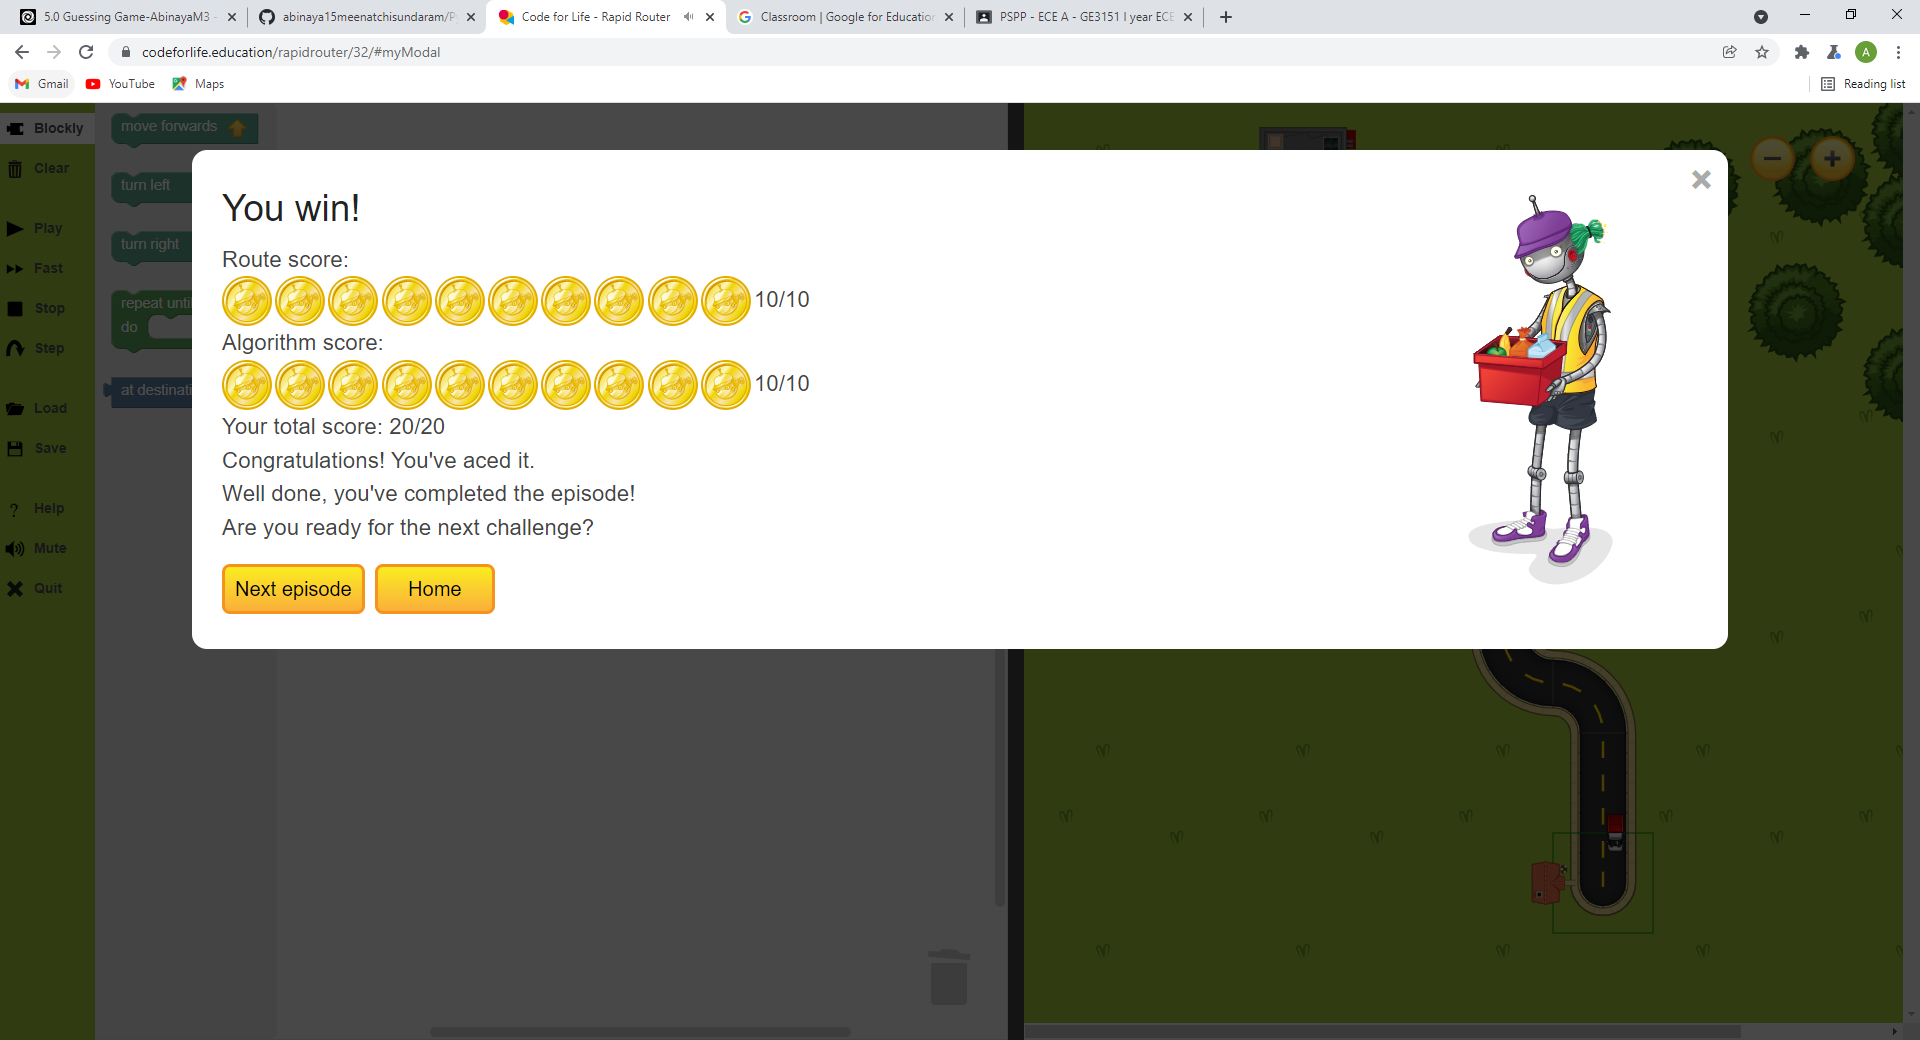 5.0 Guessing Game-AbinayaM3 -
abinaya15meenatchisundaram/P
Code for Life - Rapid Router
Classroom | Google for Education
PSPP - ECE A - GE3151 I year ECE
codeforlife.education/rapidrouter/32/#myModal
A
Gmail
YouTube
Maps
Reading list
Blockly
Clear
Play
Fast
Stop
Step
Load
Save
Help
Mute
Quit
move forwards
turn left
turn right
repeat until
do
at destinati
You win!
Route score:
10/10
Algorithm score:
10/10
Your total score: 20/20
Congratulations! You've aced it.
Well done, you've completed the episode!
Are you ready for the next challenge?
Next episode
Home